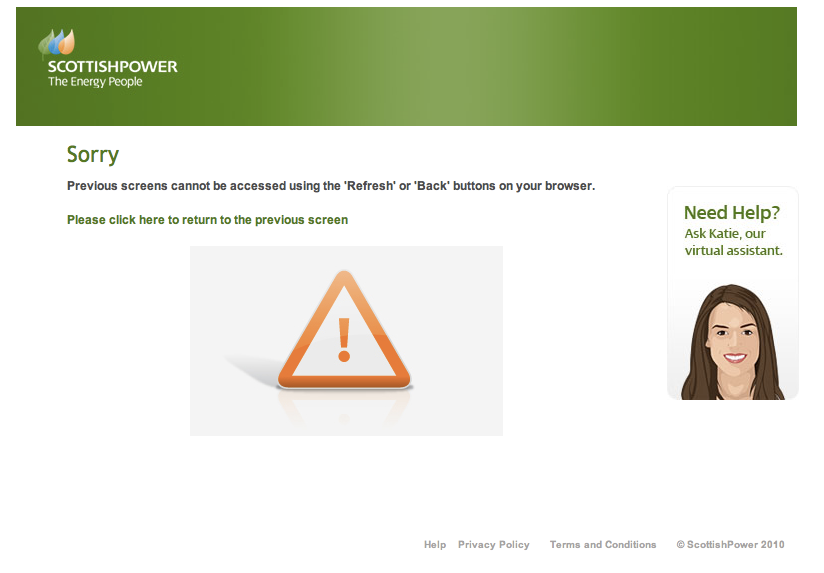 SCOTTISHPOWER
The Energy People
Sorry
Previous screens cannot be accessed using the 'Refresh' or 'Back' buttons on your browser.
Please click here to return to the previous screen
Need Help?
Ask Katie, our
virtual assistant.
!
Help Privacy Policy Terms and Conditions © ScottishPower 2010